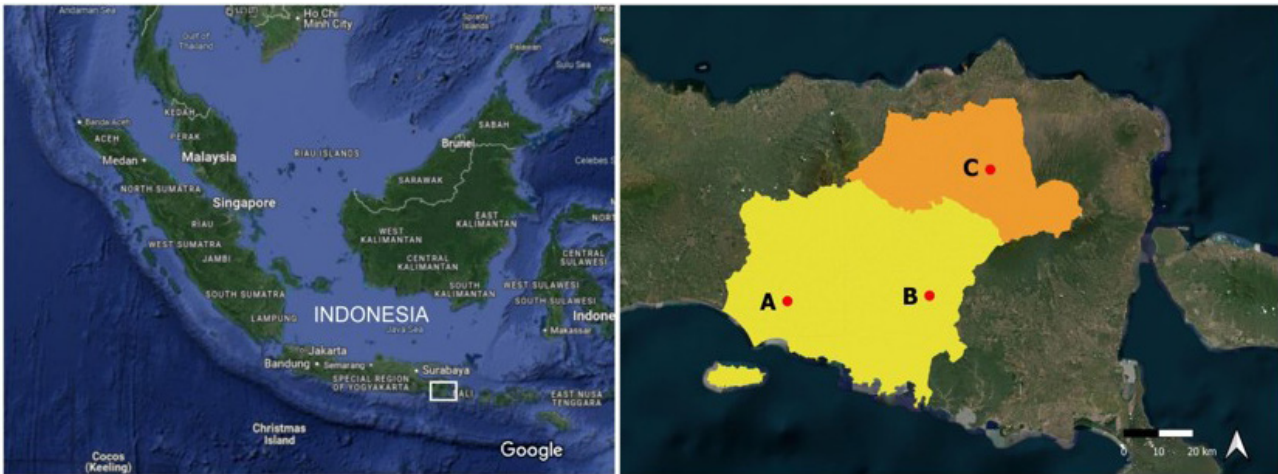 Andaman Sea
Ho Chi
Minh City
Spratly
Islands
Gulf of
Thailand
Palawan
Sulu Sea
KEDAH
Banda Aceh
ACEH
PERAK
SABAH
Medan
Malaysia
RIAU ISLANDS
Brunei
Celebes S
NORTH SUMATRA
SARAWAK
Singapore
RIAU
EAST
KALIMANTAN
WEST
KALIMANTAN
WEST SUMATRA
CENTRAL
KALIMANTAN
CENTRAL
SULAWESI
JAMBI
SOUTH
KALIMANTAN
WEST SULAWESI
SOUTH SUMATRA
SOUTH SULAWESI
INDONESIA
LAMPUNG
Java Sea
Indone
Makassar
Jakarta
Bandung
Semarang
Surabaya
SPECIAL REGION
OF YOGYAKARTA
BALI
EAST NUSA
TENGGARA
Christmas
Island
Google
Cocos
(Keeling)
C
A
B
0 10 20 km